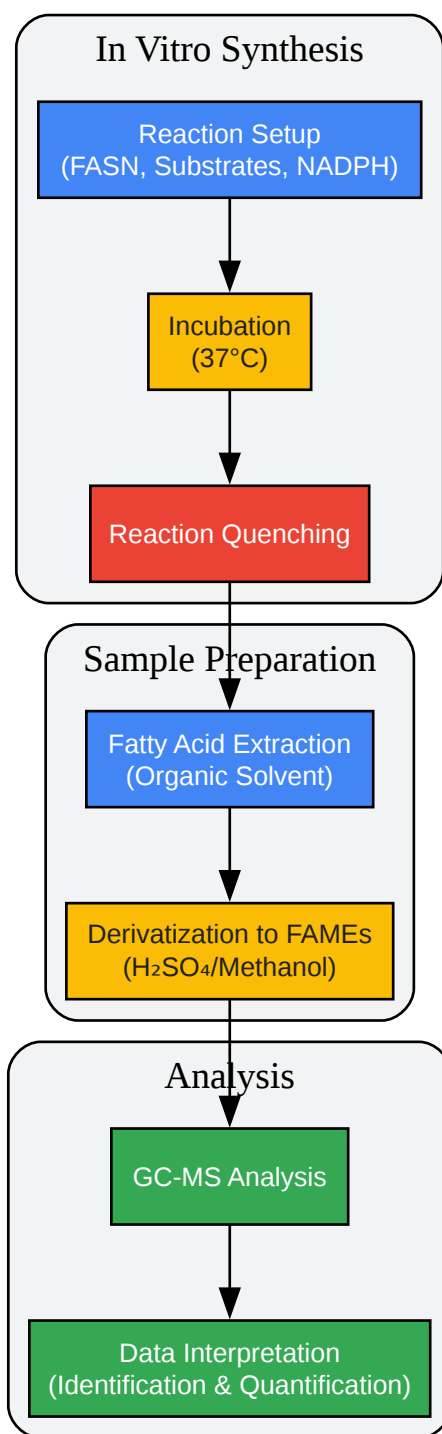 In Vitro Synthesis
Reaction Setup
(FASN, Substrates, NADPH)
Incubation
(37°C)
Reaction Quenching
Sample Preparation
Fatty Acid Extraction
(Organic Solvent)
Derivatization to FAMEs
(H₂SO₄/Methanol)
Analysis
GC-MS Analysis
Data Interpretation
(Identification & Quantification)